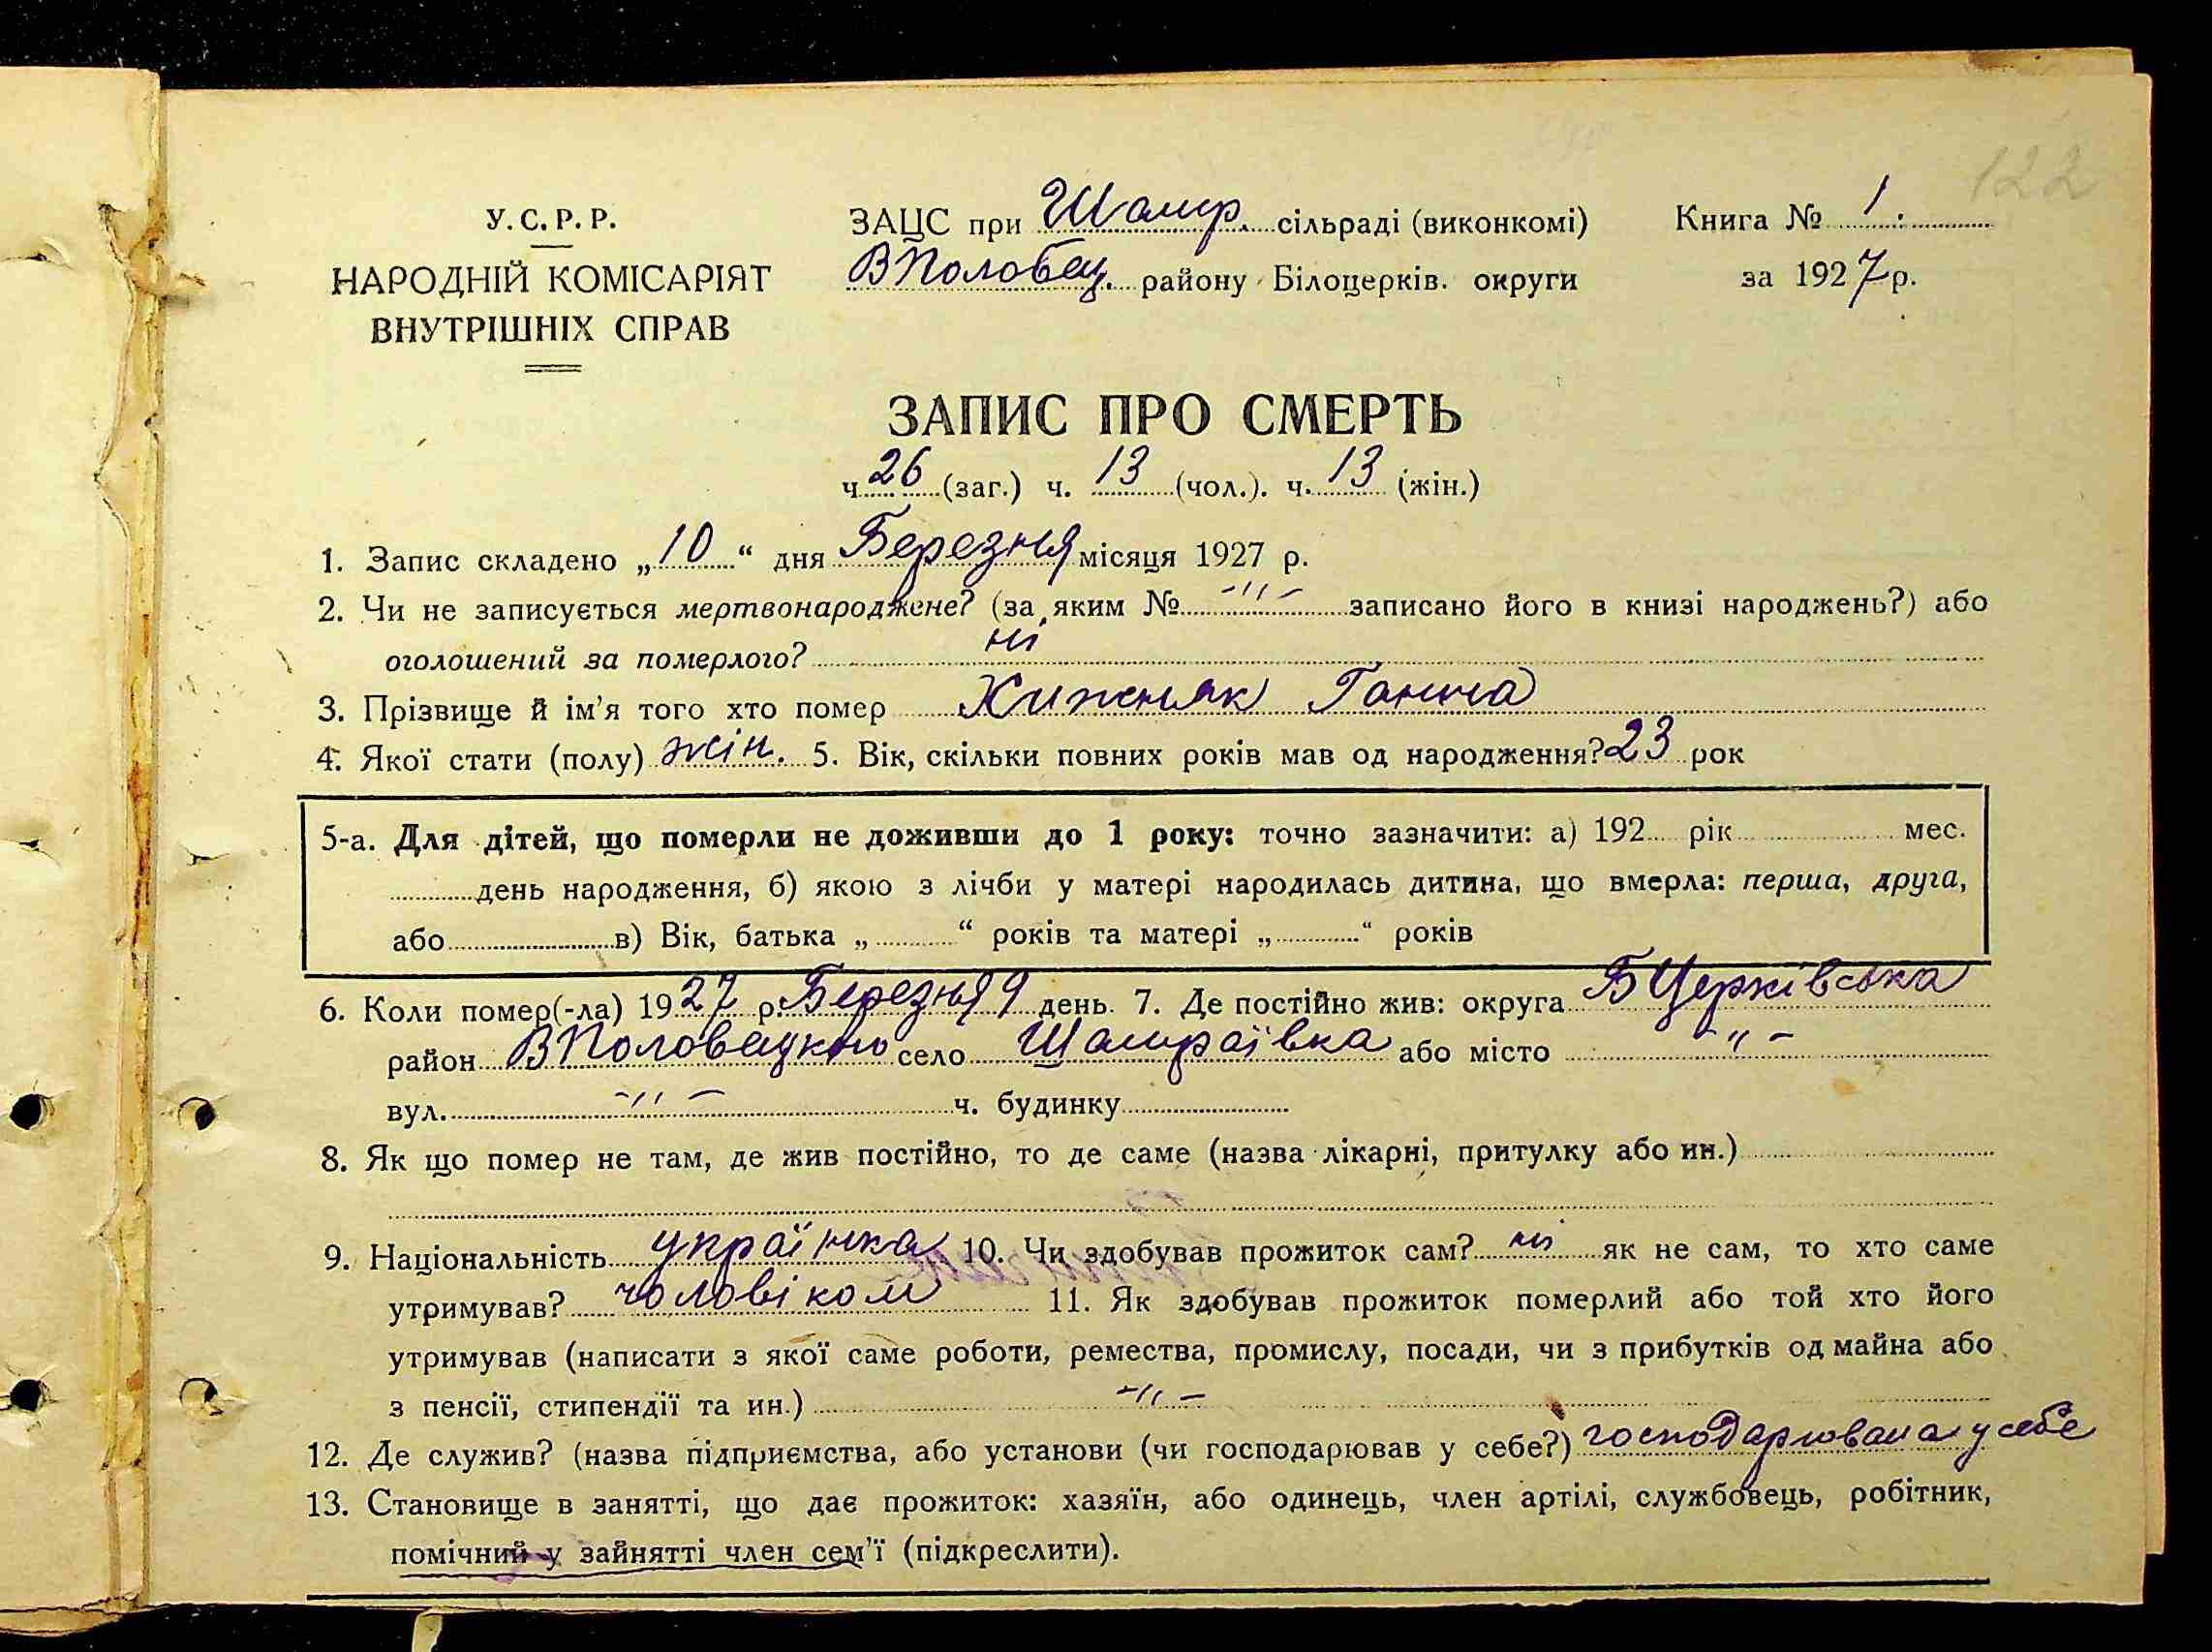 122
У.С.Р.Р. ЗАЦС при Шамр. сільраді (виконкомі) Книга № 1.
НАРОДНІЙ КОМІСАРІЯТ ВПоловец. району Білоцерків. округи за 1927 р.
ВНУТРІШНІХ СПРАВ
ЗАПИС ПРО СМЕРТЬ
ч. 26 (заг.) ч. 13 (чол.). ч. 13 (жін.)
1. Запис складено „10“ дня Березня місяця 1927 р.
2. Чи не записується мертвонароджене? (за яким № -"- записано його в книзі народжень?) або
оголошений за померлого? ні
3. Прізвище й ім'я того хто помер Хижняк Ганна
4. Якої стати (полу) жін. 5. Вік, скільки повних років мав од народження? 23 рок
5-а. Для дітей, що померли не доживши до 1 року: точно зазначити: а) 192 рік мес.
день народження, б) якою з лічби у матері народилась дитина, що вмерла: перша, друга,
або в) Вік, батька „ “ років та матері „ “ років
6. Коли помер(-ла) 1927 р. Березня 9 день. 7. Де постійно жив: округа БЦерківська
район ВПоловецкого село Шамраївка або місто -"-
вул. -"- ч. будинку
8. Як що помер не там, де жив постійно, то де саме (назва лікарні, притулку або ин.)
9. Національність українка 10. Чи здобував прожиток сам? ні як не сам, то хто саме
утримував? чоловіком 11. Як здобував прожиток померлий або той хто його
утримував (написати з якої саме роботи, ремества, промислу, посади, чи з прибутків од майна або
з пенсії, стипендії та ин.) -"-
12. Де служив? (назва підприємства, або установи (чи господарював у себе?) господарювала у себе
13. Становище в занятті, що дає прожиток: хазяїн, або одинець, член артілі, службовець, робітник,
помічний у зайнятті член сем'ї (підкреслити).